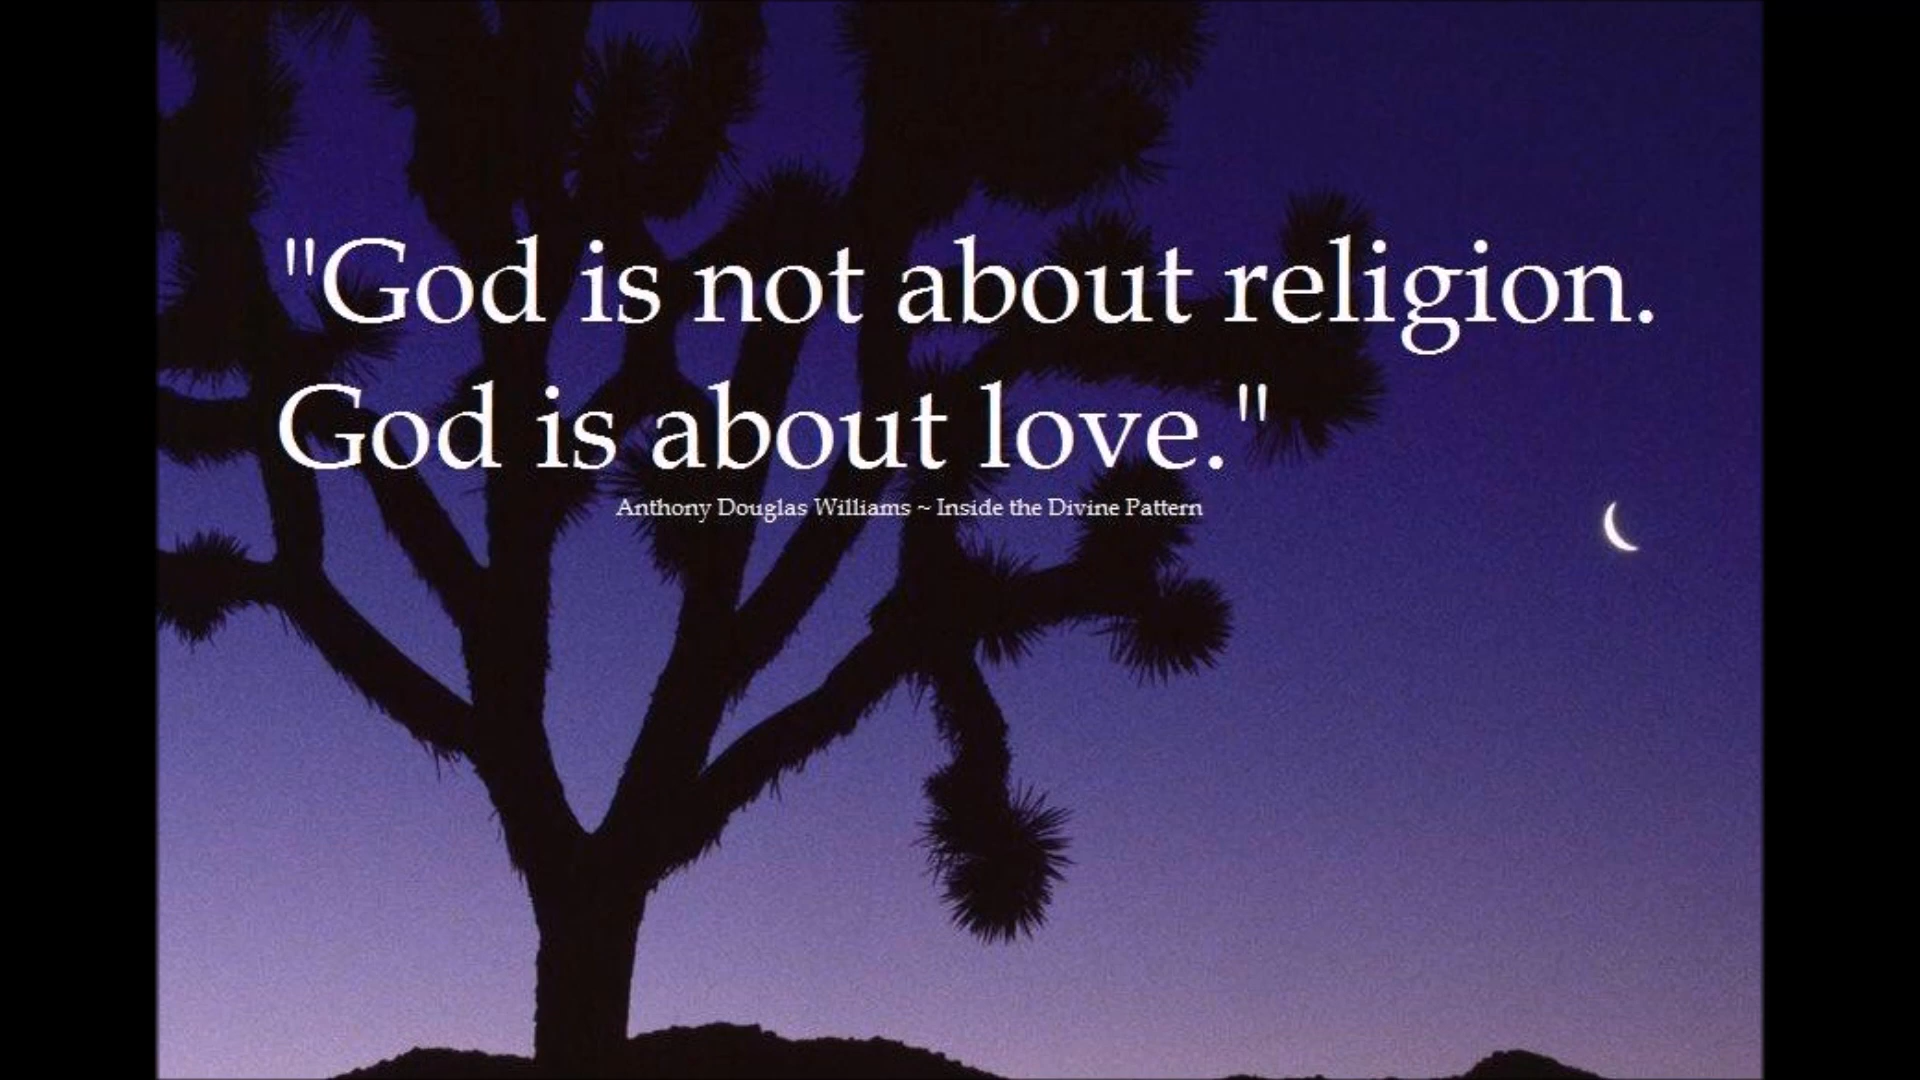 "God is not about religion.
God is about love."
Anthony Douglas Williams ~ Inside the Divine Pattern